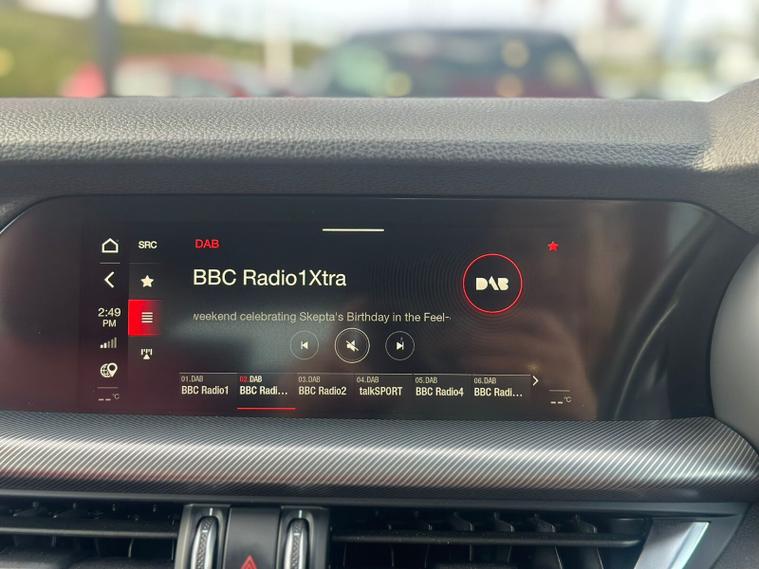 SRC
DAB
BBC Radio1Xtra
DAB
2:49
PM
weekend celebrating Skepta's Birthday in the Feel-
01.DAB
BBC Radio1
02.DAB
BBC Radi...
03.DAB
BBC Radio2
04.DAB
talkSPORT
05.DAB
BBC Radio4
06.DAB
BBC Radi...
--°C
--°C